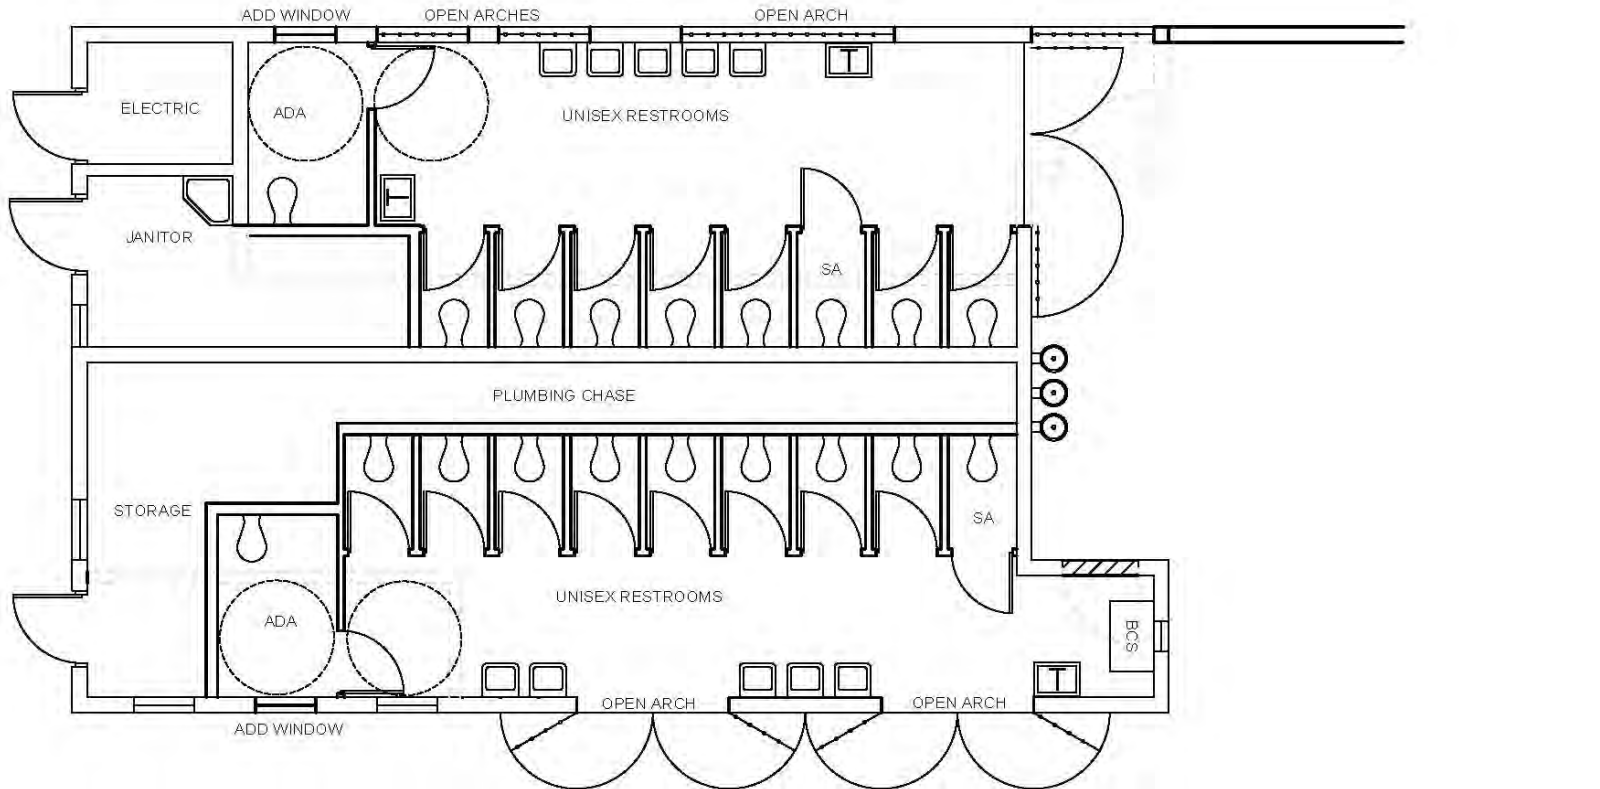 ADD WINDOW
OPEN ARCHES
OPEN ARCH
ELECTRIC
ADA
UNISEX RESTROOMS
JANITOR
SA
PLUMBING CHASE
STORAGE
SA
UNISEX RESTROOMS
ADA
BCS
OPEN ARCH
OPEN ARCH
ADD WINDOW